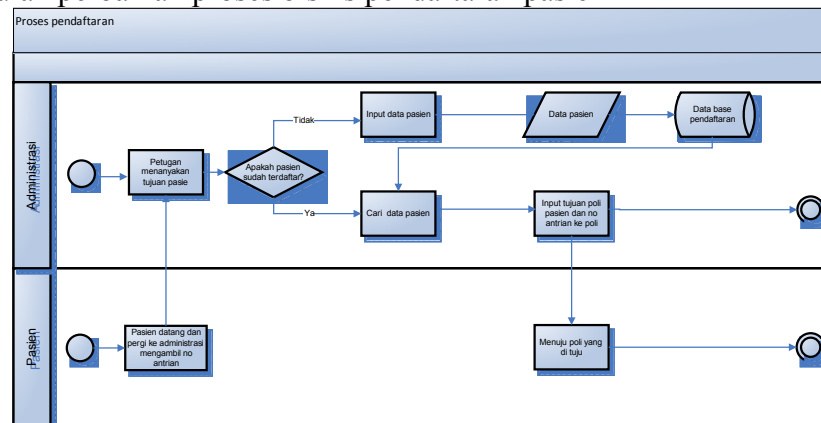 Proses pendaftaran
Administrasi
Tidak
Input data pasien
Data pasien
Data base
pendaftaran
Petugan
menanyakan
tujuan pasie
Apakah pasien
sudah terdaftar?
Ya
Cari data pasien
Input tujuan poli
pasien dan no
antrian ke poli
Pasien
Pasien datang dan
pergi ke administrasi
mengambil no
antrian
Menuju poli yang
di tuju